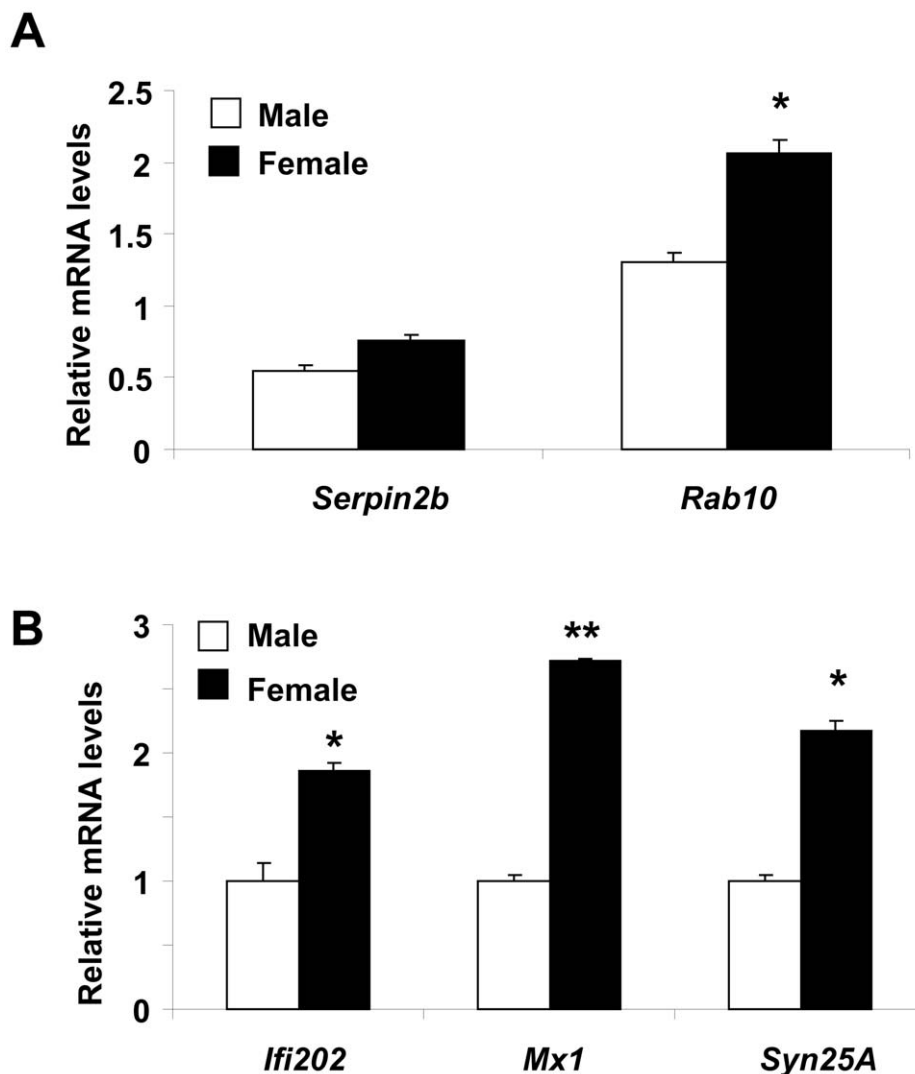 A
Relative mRNA levels
2.5
2
1.5
1
0.5
0
Male
Female
*
Serpin2b Rab10
B
Relative mRNA levels
3
2
1
0
Male
Female
* ** *
Ifi202 Mx1 Syn25A